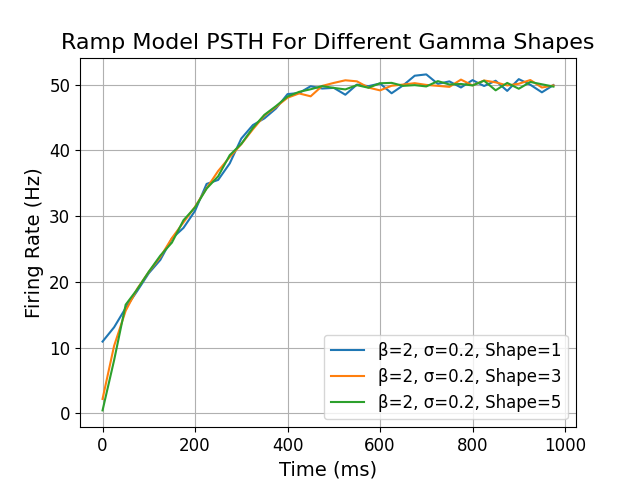 Ramp Model PSTH For Different Gamma Shapes
Firing Rate (Hz)
50
40
30
20
10
0
β=2, σ=0.2, Shape=1
β=2, σ=0.2, Shape=3
β=2, σ=0.2, Shape=5
0 200 400 600 800 1000
Time (ms)